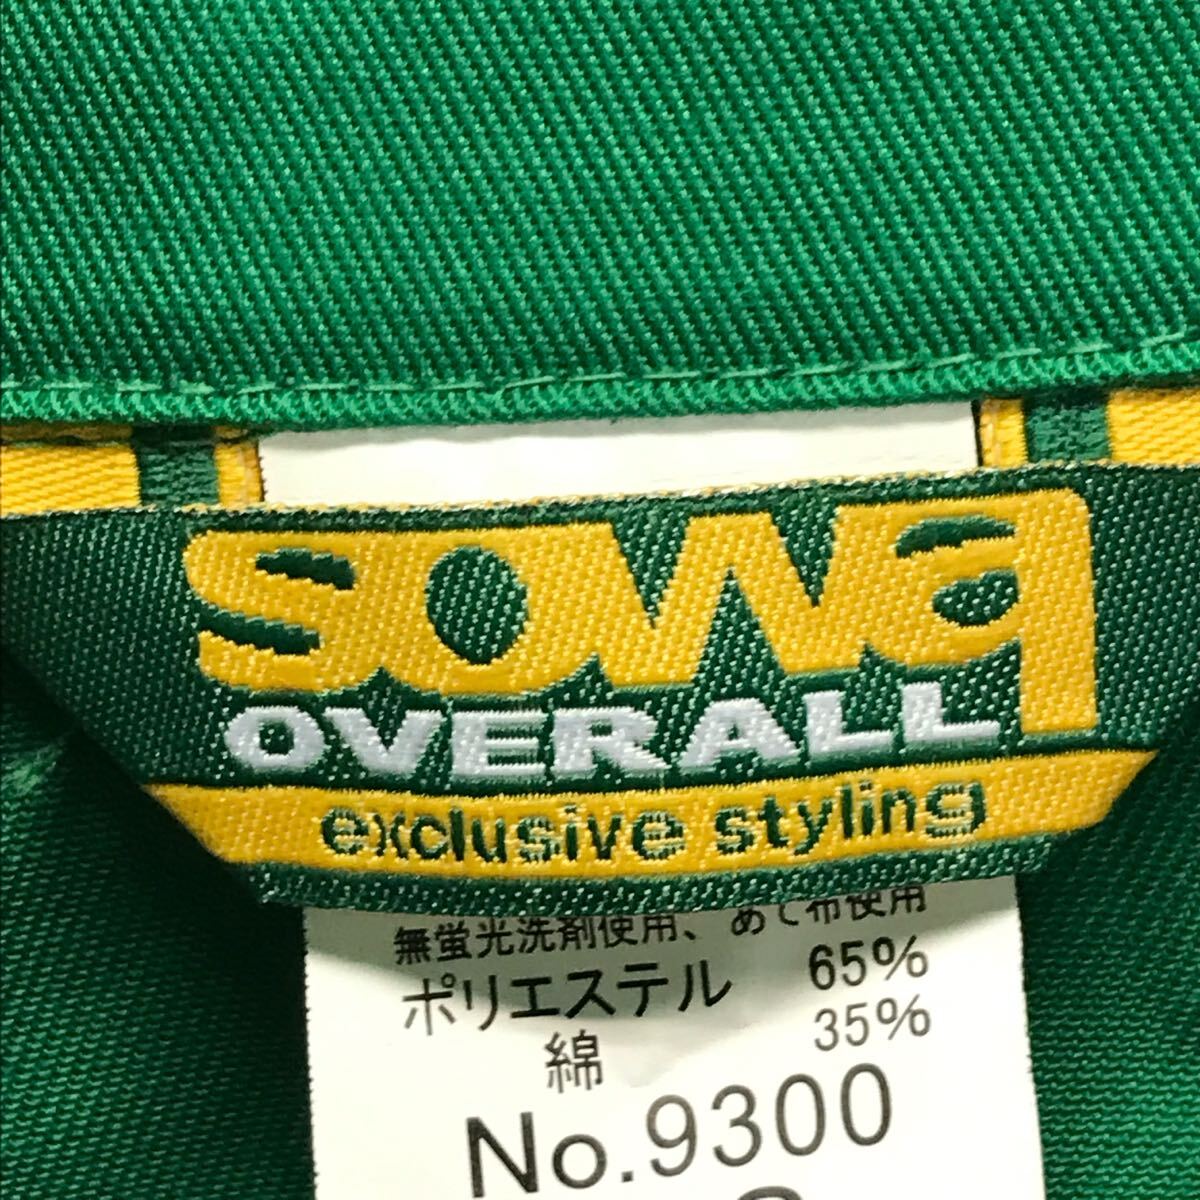 sowa
OVERALL
exclusive styling
無蛍光洗剤使用、あて布使用
ポリエステル 65%
綿 35%
No.9300